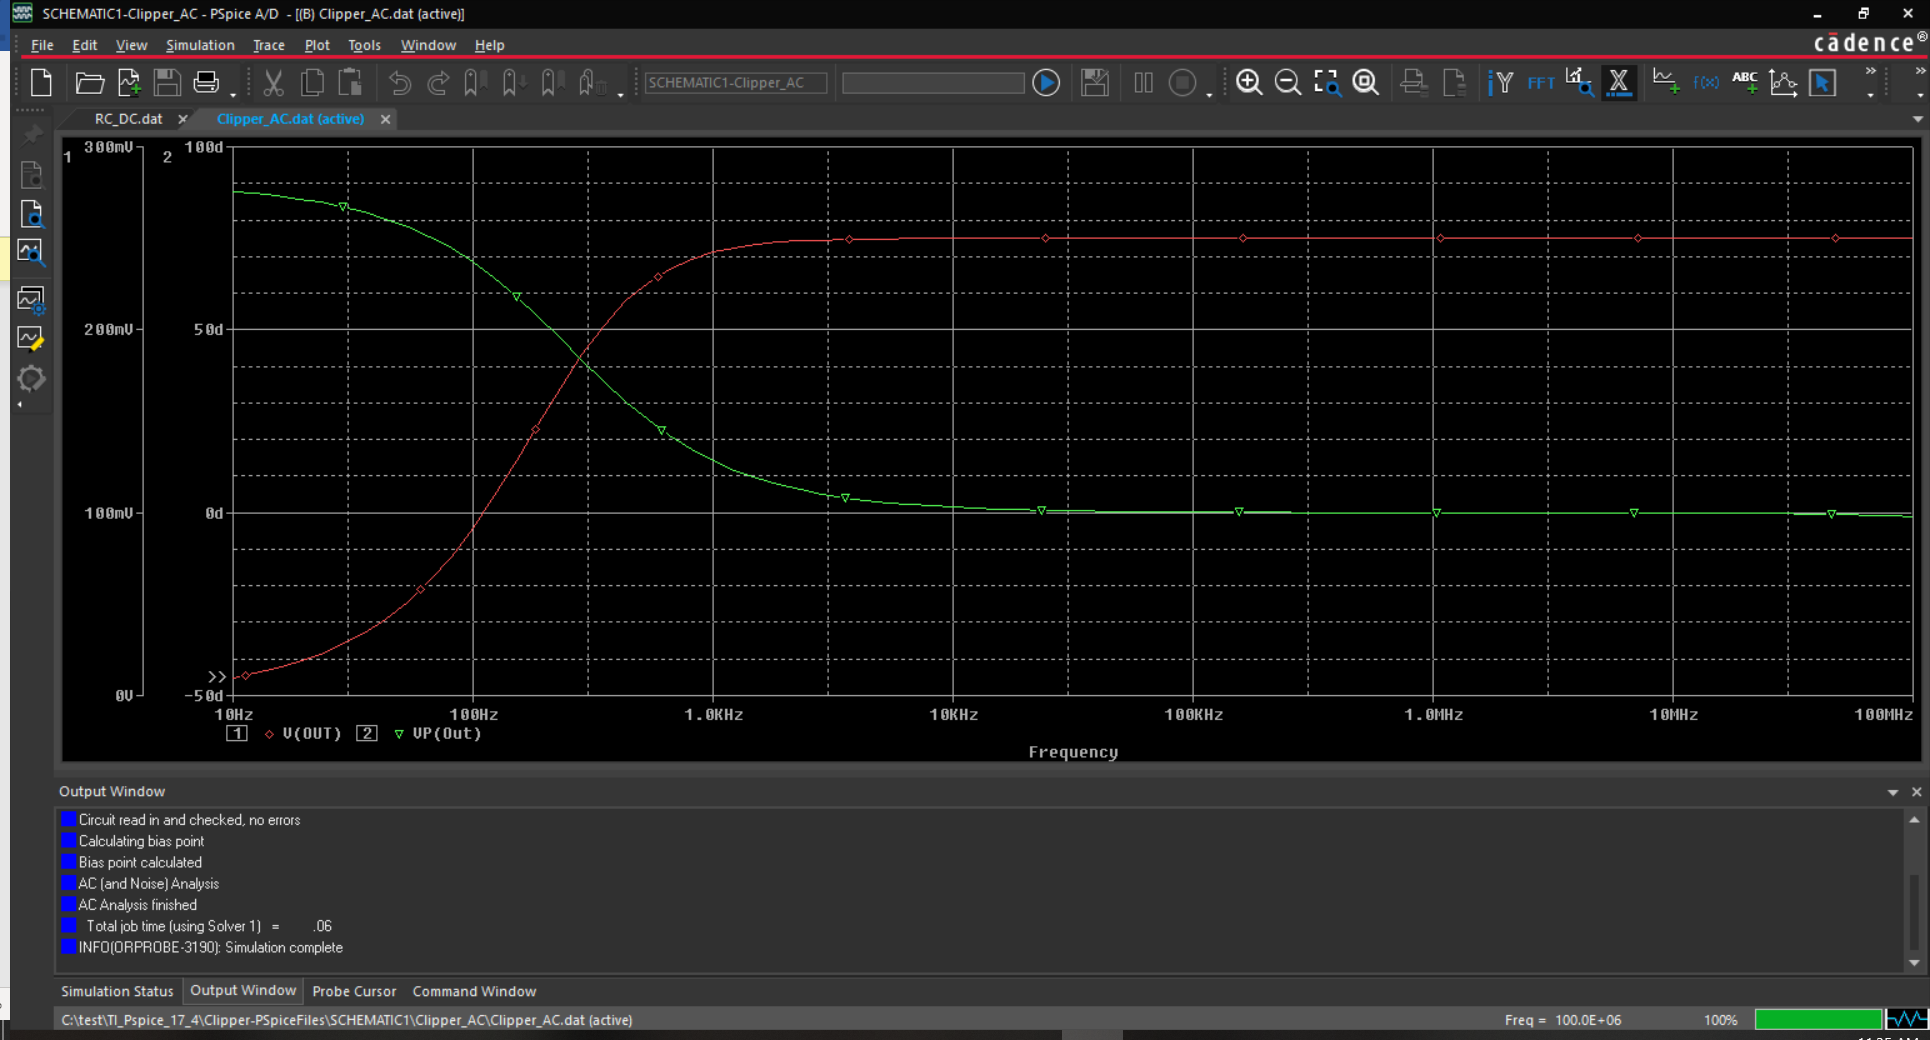 SCHEMATIC1-Clipper_AC - PSpice A/D - [(B) Clipper_AC.dat (active)]
File Edit View Simulation Trace Plot Tools Window Help
cādence®
SCHEMATIC1-Clipper_AC
FFT
f(x)
ABC
RC_DC.dat
Clipper_AC.dat (active)
1 300mV 2 100d
200mV 50d
100mV 0d
>>
0V -50d
10Hz 100Hz 1.0KHz 10KHz 100KHz 1.0MHz 10MHz 100MHz
1 V(OUT) 2 VP(Out)
Frequency
Output Window
Circuit read in and checked, no errors
Calculating bias point
Bias point calculated
AC (and Noise) Analysis
AC Analysis finished
Total job time (using Solver 1) = .06
INFO(ORPROBE-3190): Simulation complete
Simulation Status Output Window Probe Cursor Command Window
C:\test\TI_Pspice_17_4\Clipper-PSpiceFiles\SCHEMATIC1\Clipper_AC\Clipper_AC.dat (active) Freq = 100.0E+06 100%